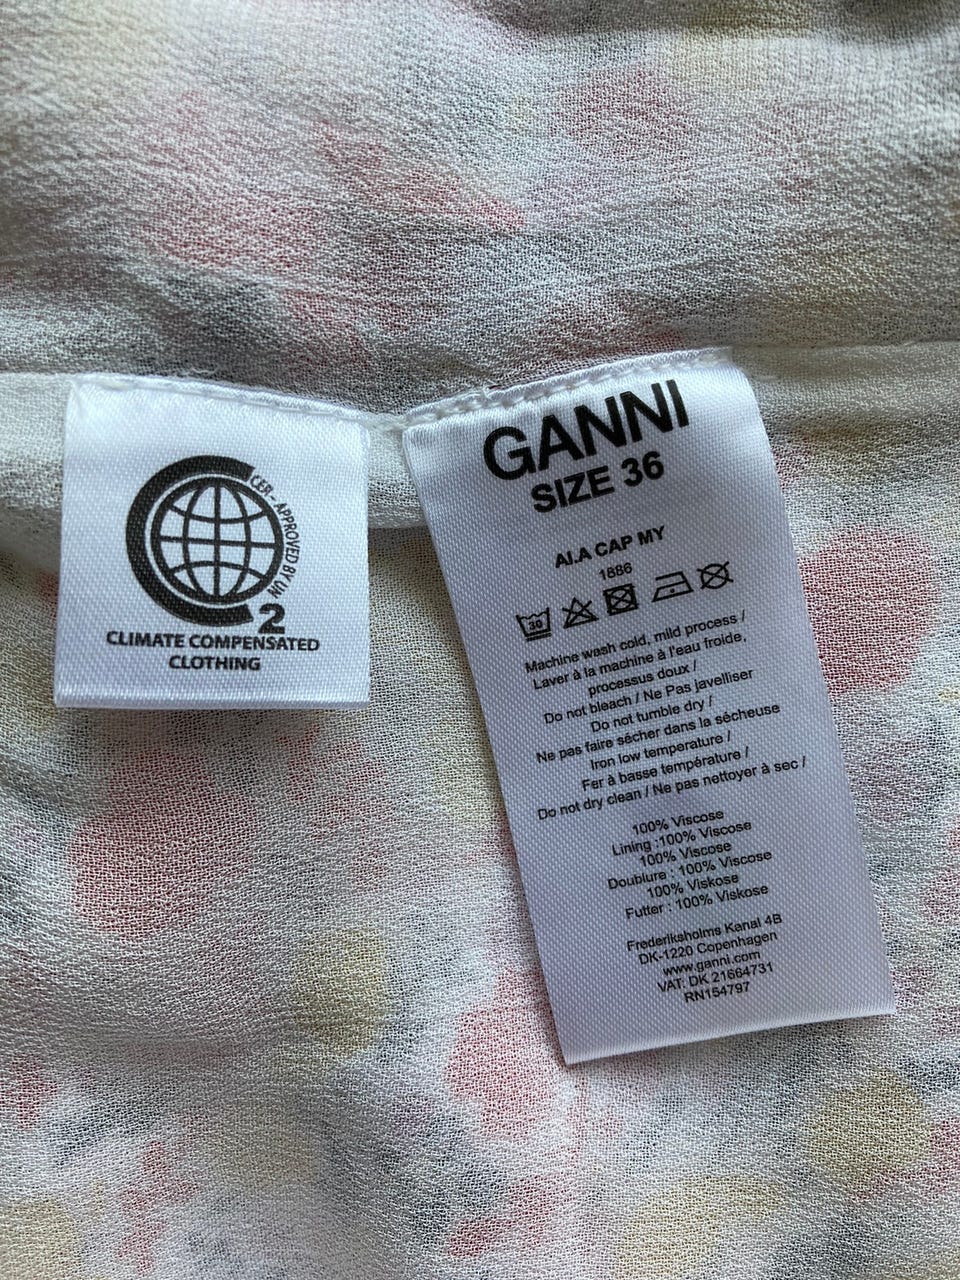 CER - APPROVED BY UN
2
CLIMATE COMPENSATED
CLOTHING
GANNI
SIZE 36
AI.A CAP MY
1886
30
Machine wash cold, mild process /
Laver à la machine à l'eau froide,
processus doux /
Do not bleach / Ne Pas javelliser
Do not tumble dry /
Ne pas faire sêcher dans la sécheuse
Iron low temperature /
Fer à basse température /
Do not dry clean / Ne pas nettoyer à sec /
100% Viscose
Lining :100% Viscose
100% Viscose
Doublure : 100% Viscose
100% Viskose
Futter : 100% Viskose
Frederiksholms Kanal 4B
DK-1220 Copenhagen
www.ganni.com
VAT: DK 21664731
RN154797